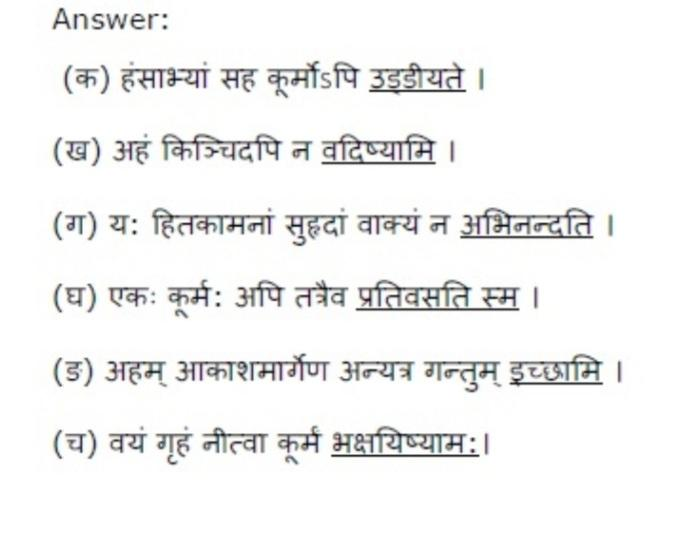 Answer:
(क) हंसाभ्यां सह कूर्मोऽपि उड्डीयते ।
(ख) अहं किञ्चिदपि न वदिष्यामि ।
(ग) य: हितकामनां सुहृदां वाक्यं न अभिनन्दति ।
(घ) एकः कूर्म: अपि तत्रैव प्रतिवसति स्म ।
(ङ) अहम् आकाशमार्गेण अन्यत्र गन्तुम् इच्छामि ।
(च) वयं गृहं नीत्वा कूर्मं भक्षयिष्याम:।